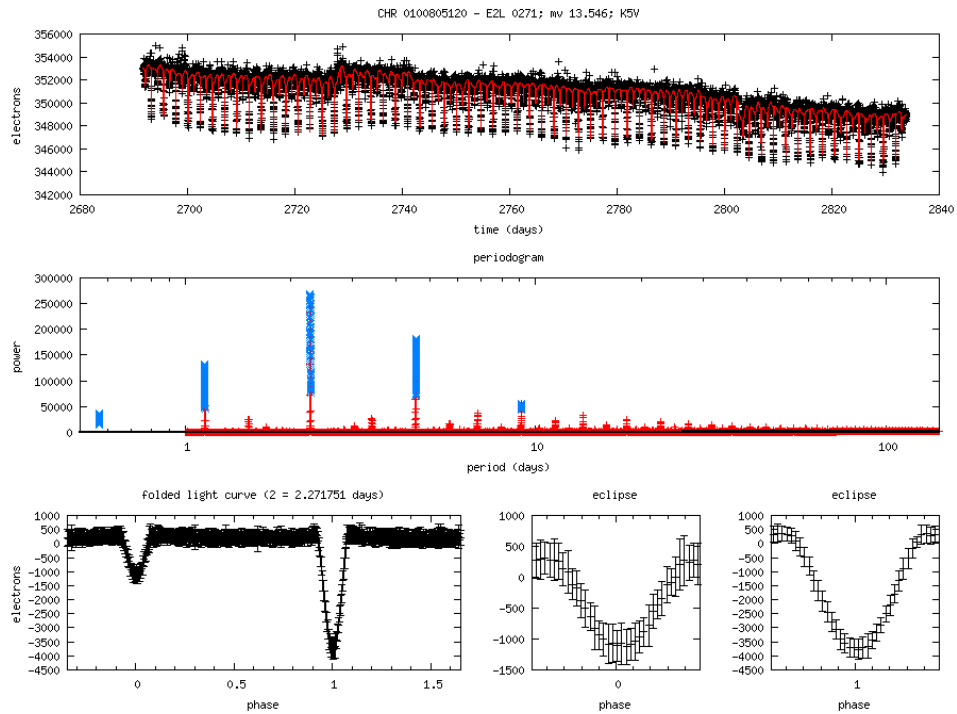 CHR 0100805120 - E2L 0271; mv 13.546; K5V
356000
354000
352000
350000
348000
346000
344000
342000
electrons
2680 2700 2720 2740 2760 2780 2800 2820 2840
time (days)
periodogram
300000
250000
200000
150000
100000
50000
0
power
1 10 100
period (days)
folded light curve (2 = 2.271751 days)
1000
500
0
-500
-1000
-1500
-2000
-2500
-3000
-3500
-4000
-4500
electrons
0 0.5 1 1.5
phase
eclipse
1000
500
0
-500
-1000
-1500
0
phase
eclipse
1000
500
0
-500
-1000
-1500
-2000
-2500
-3000
-3500
-4000
-4500
1
phase